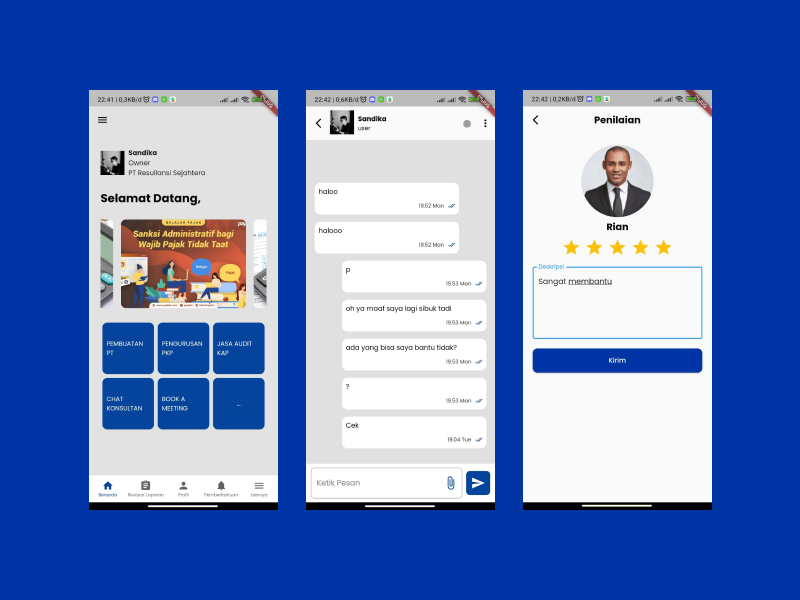 22:41 | 0,3KB/d
Sandika
Owner
PT Resullansi Sejahtera
Selamat Datang,
BELAJAR PAJAK
Sanksi Administratif bagi
Wajib Pajak Tidak Taat
PEMBUATAN
PT
PENGURUSAN
PKP
JASA AUDIT
KAP
CHAT
KONSULTAN
BOOK A
MEETING
...
Beranda
Riwayat Laporan
Profil
Pemberitahuan
Lainnya
22:42 | 0,6KB/d
Sandika
user
haloo
19.52 Mon
halooo
19.52 Mon
p
19.53 Mon
oh ya maaf saya lagi sibuk tadi
19.53 Mon
ada yang bisa saya bantu tidak?
19.53 Mon
?
19.53 Mon
Cek
19.04 Tue
Ketik Pesan
22:42 | 0,2KB/d
Penilaian
Rian
Deskripsi
Sangat membantu
Kirim